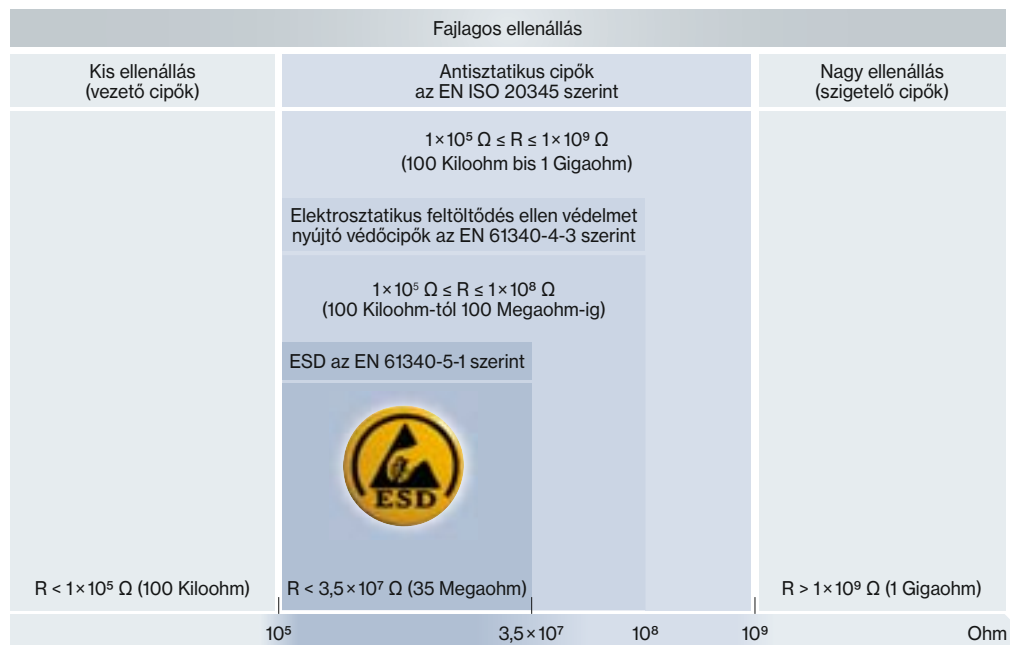 Fajlagos ellenállás
Kis ellenállás
(vezető cipők)
Antisztatikus cipők
az EN ISO 20345 szerint
Nagy ellenállás
(szigetelő cipők)
1×10⁵ Ω ≤ R ≤ 1×10⁹ Ω
(100 Kiloohm bis 1 Gigaohm)
Elektrosztatikus feltöltődés ellen védelmet
nyújtó védőcipők az EN 61340-4-3 szerint
1×10⁵ Ω ≤ R ≤ 1×10⁸ Ω
(100 Kiloohm-tól 100 Megaohm-ig)
ESD az EN 61340-5-1 szerint
ESD
R < 1×10⁵ Ω (100 Kiloohm)
R < 3,5×10⁷ Ω (35 Megaohm)
R > 1×10⁹ Ω (1 Gigaohm)
10⁵ 3,5×10⁷ 10⁸ 10⁹ Ohm